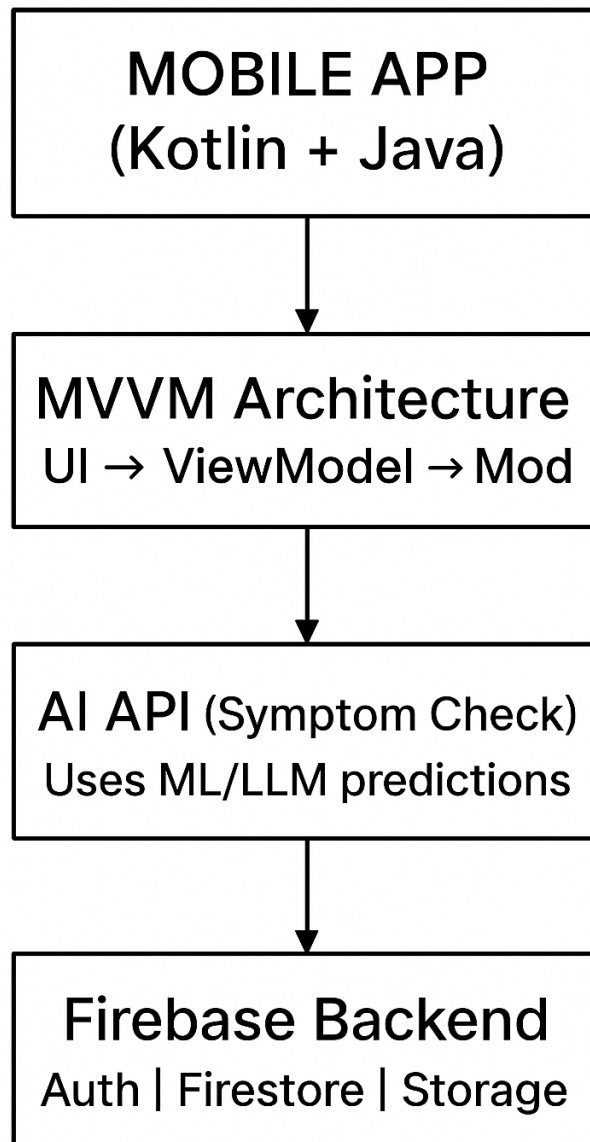 MOBILE APP
(Kotlin + Java)
MVVM Architecture
UI → ViewModel → Mod
AI API (Symptom Check)
Uses ML/LLM predictions
Firebase Backend
Auth | Firestore | Storage